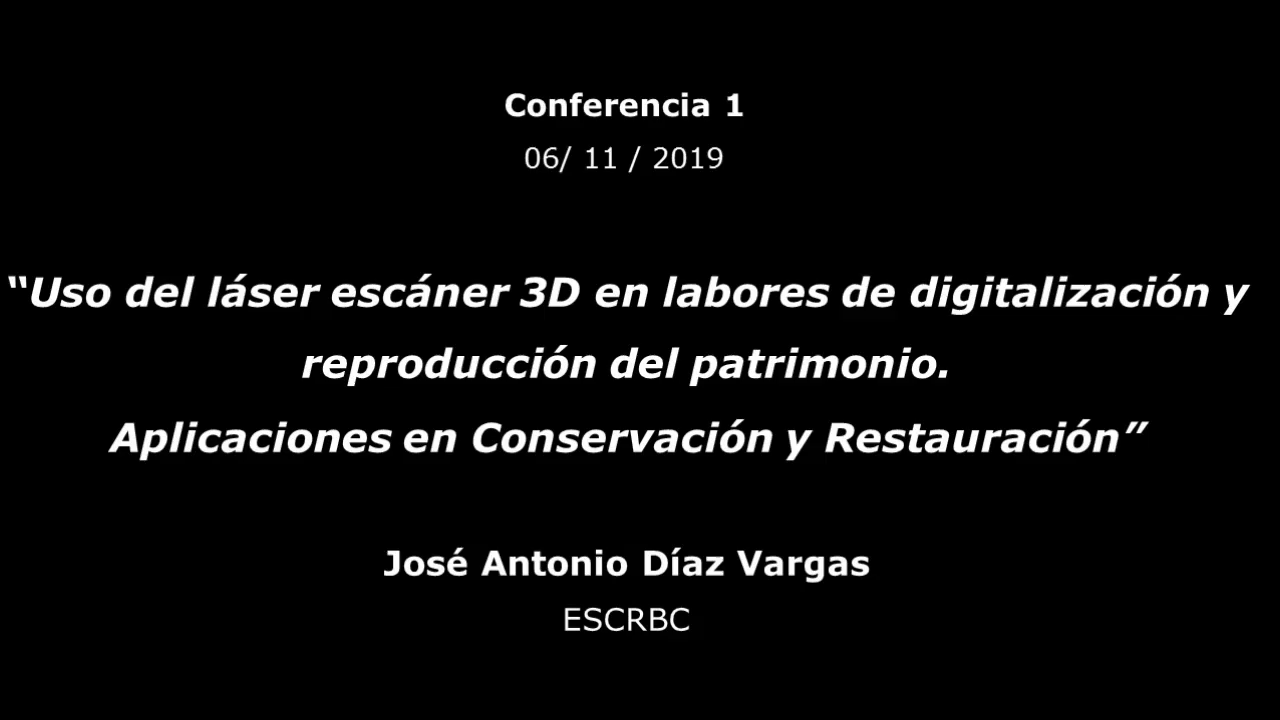 Conferencia 1
06/ 11 / 2019
“Uso del láser escáner 3D en labores de digitalización y
reproducción del patrimonio.
Aplicaciones en Conservación y Restauración”
José Antonio Díaz Vargas
ESCRBC